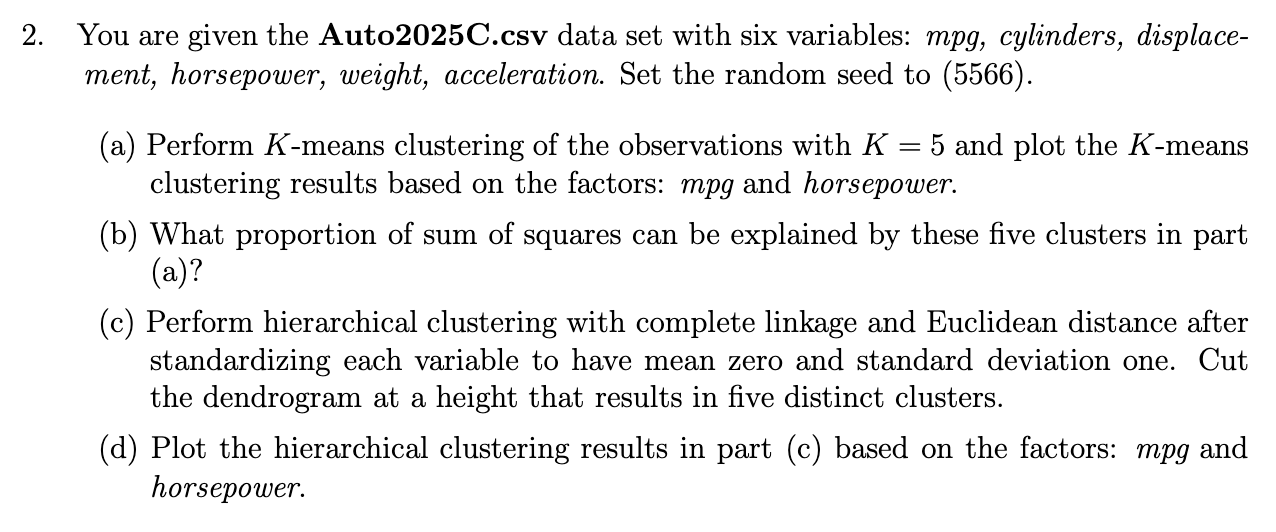 2. You are given the Auto2025C.csv data set with six variables: mpg, cylinders, displace-
ment, horsepower, weight, acceleration. Set the random seed to (5566).
(a) Perform K-means clustering of the observations with K = 5 and plot the K-means
clustering results based on the factors: mpg and horsepower.
(b) What proportion of sum of squares can be explained by these five clusters in part
(a)?
(c) Perform hierarchical clustering with complete linkage and Euclidean distance after
standardizing each variable to have mean zero and standard deviation one. Cut
the dendrogram at a height that results in five distinct clusters.
(d) Plot the hierarchical clustering results in part (c) based on the factors: mpg and
horsepower.